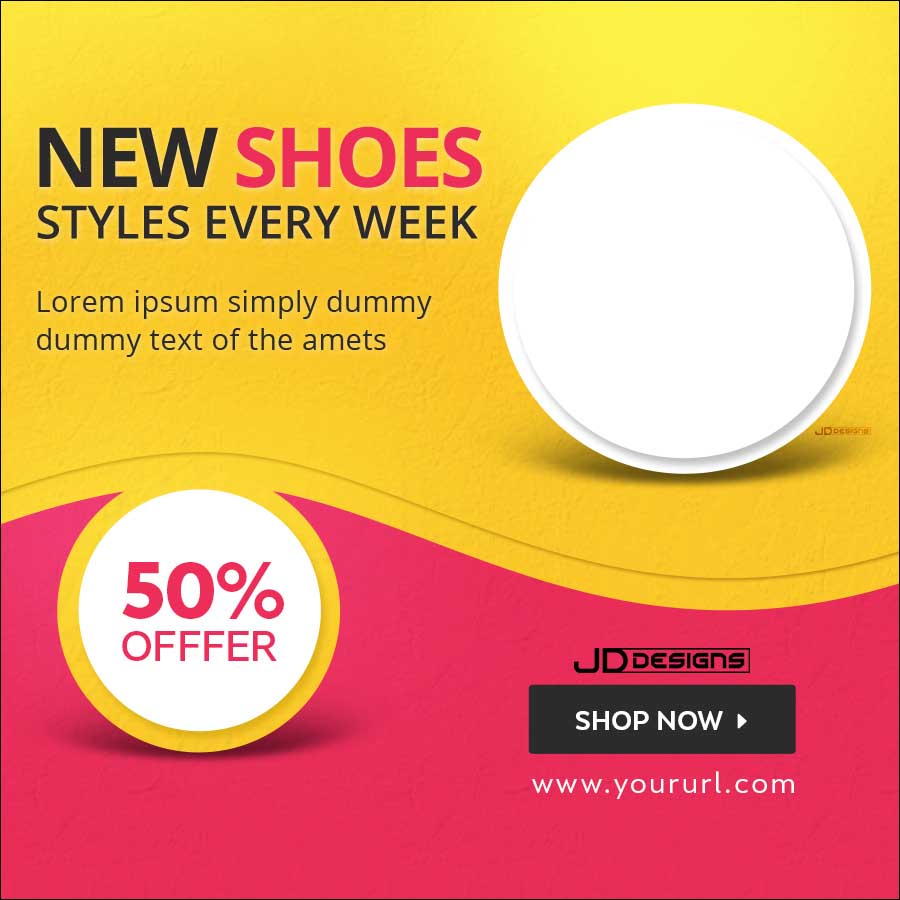 NEW SHOES
STYLES EVERY WEEK
Lorem ipsum simply dummy
dummy text of the amets
JD DESIGNS
50%
OFFFER
JD DESIGNS
SHOP NOW
www.yoururl.com